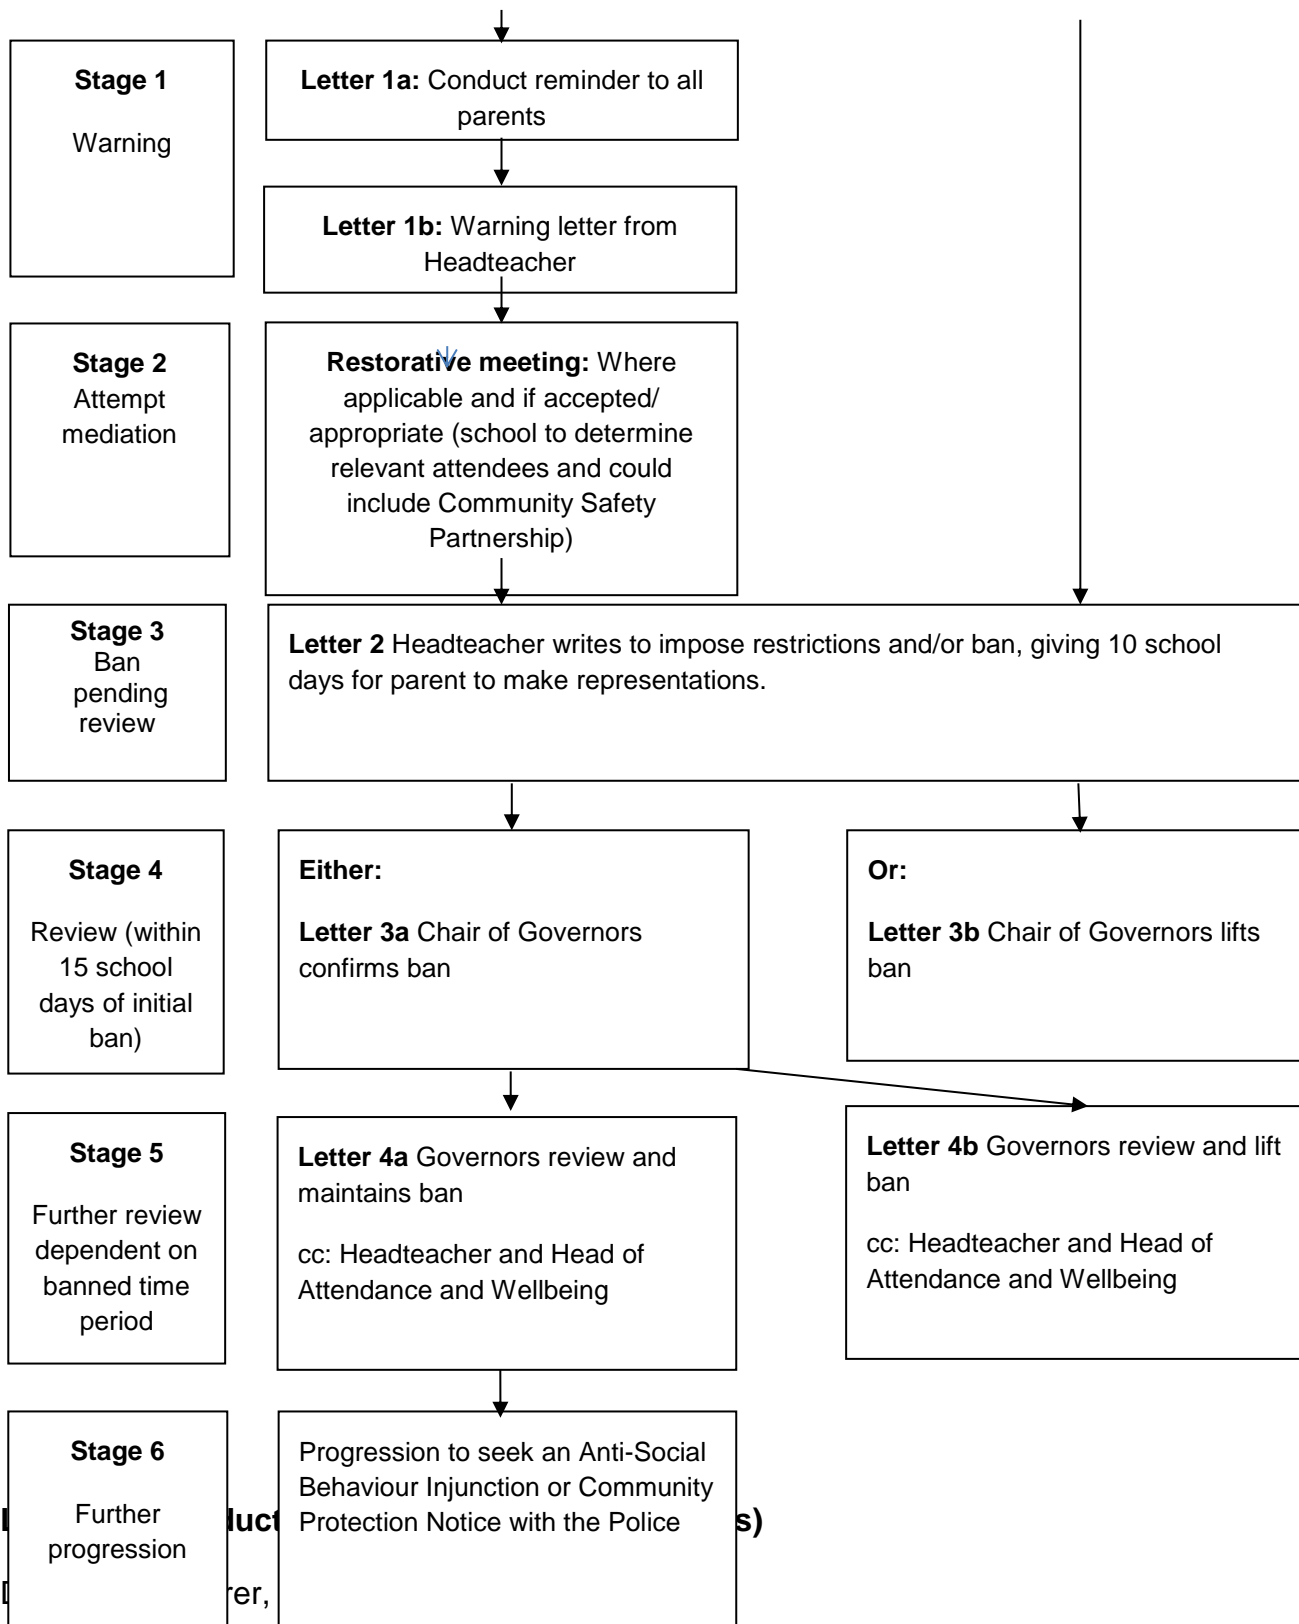 Stage 1
Warning
Letter 1a: Conduct reminder to all
parents
Letter 1b: Warning letter from
Headteacher
Stage 2
Attempt
mediation
Restorative meeting: Where
applicable and if accepted/
appropriate (school to determine
relevant attendees and could
include Community Safety
Partnership)
Stage 3
Ban
pending
review
Letter 2 Headteacher writes to impose restrictions and/or ban, giving 10 school
days for parent to make representations.
Stage 4
Review (within
15 school
days of initial
ban)
Either:
Letter 3a Chair of Governors
confirms ban
Or:
Letter 3b Chair of Governors lifts
ban
Stage 5
Further review
dependent on
banned time
period
Letter 4a Governors review and
maintains ban
cc: Headteacher and Head of
Attendance and Wellbeing
Letter 4b Governors review and lift
ban
cc: Headteacher and Head of
Attendance and Wellbeing
Stage 6
Further
progression
Progression to seek an Anti-Social
Behaviour Injunction or Community
Protection Notice with the Police